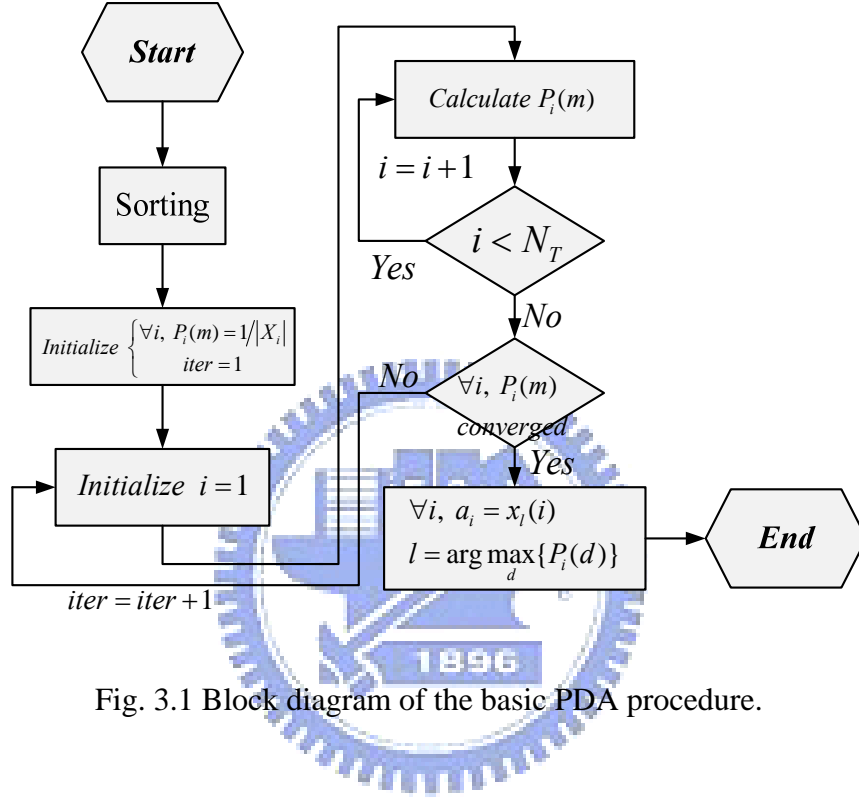 Start
Sorting
Initialize { ∀i, P_i(m) = 1/|X_i|
iter = 1
Initialize i = 1
iter = iter + 1
Calculate P_i(m)
i = i + 1
i < N_T
Yes
No
∀i, P_i(m)
converged
No
Yes
∀i, a_i = x_l(i)
l = arg max_d {P_i(d)}
End
1896
Fig. 3.1 Block diagram of the basic PDA procedure.